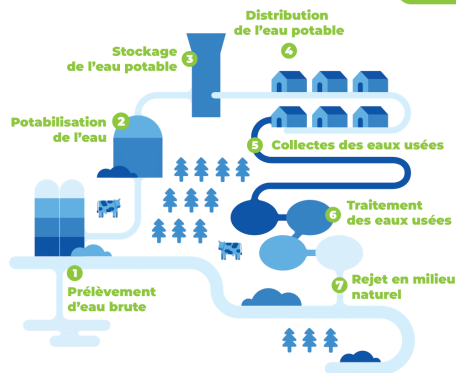 Distribution
de l'eau potable
4
Stockage
de l'eau potable
3
Potabilisation
de l'eau
2
5 Collectes des eaux usées
6 Traitement
des eaux usées
1
Prélèvement
d'eau brute
7 Rejet en milieu
naturel